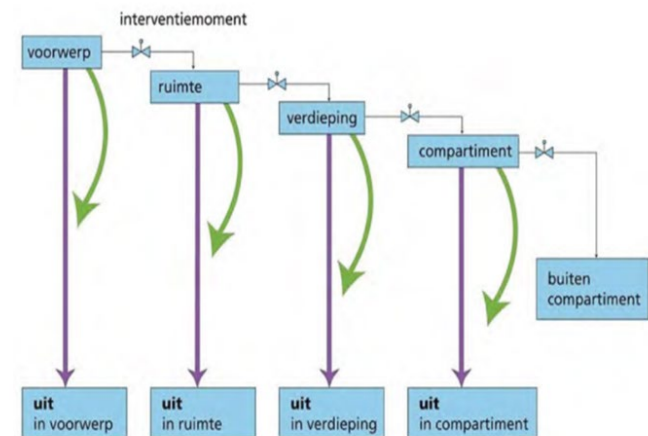 interventiemoment
voorwerp
ruimte
verdieping
compartiment
buiten
compartiment
uit
in voorwerp
uit
in ruimte
uit
in verdieping
uit
in compartiment